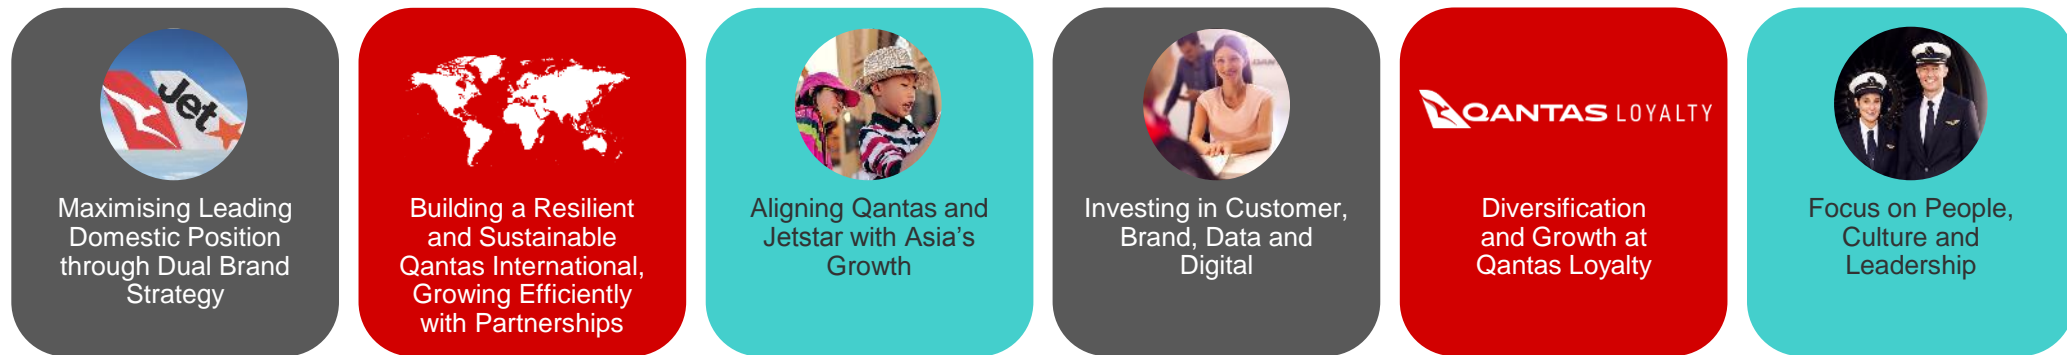 Jet
Maximising Leading
Domestic Position
through Dual Brand
Strategy
Building a Resilient
and Sustainable
Qantas International,
Growing Efficiently
with Partnerships
Aligning Qantas and
Jetstar with Asia's
Growth
Investing in Customer,
Brand, Data and
Digital
QANTAS LOYALTY
Diversification
and Growth at
Qantas Loyalty
Focus on People,
Culture and
Leadership